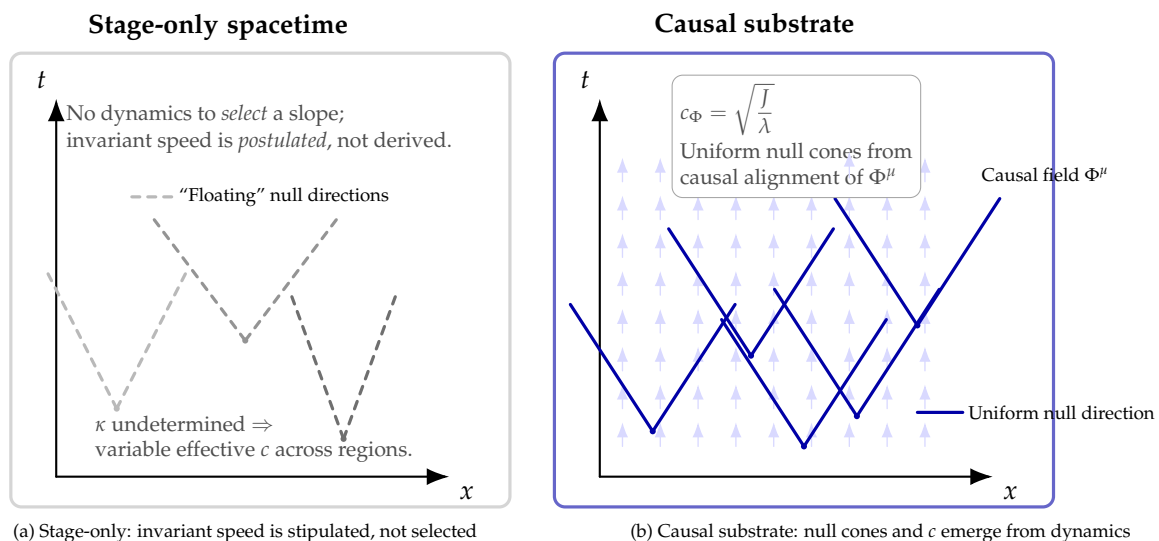 Stage-only spacetime
t
No dynamics to select a slope;
invariant speed is postulated, not derived.
“Floating” null directions
κ undetermined ⇒
variable effective c across regions.
x
(a) Stage-only: invariant speed is stipulated, not selected
Causal substrate
t
c_Φ = √(J/λ)
Uniform null cones from
causal alignment of Φ^μ
Causal field Φ^μ
Uniform null direction
x
(b) Causal substrate: null cones and c emerge from dynamics